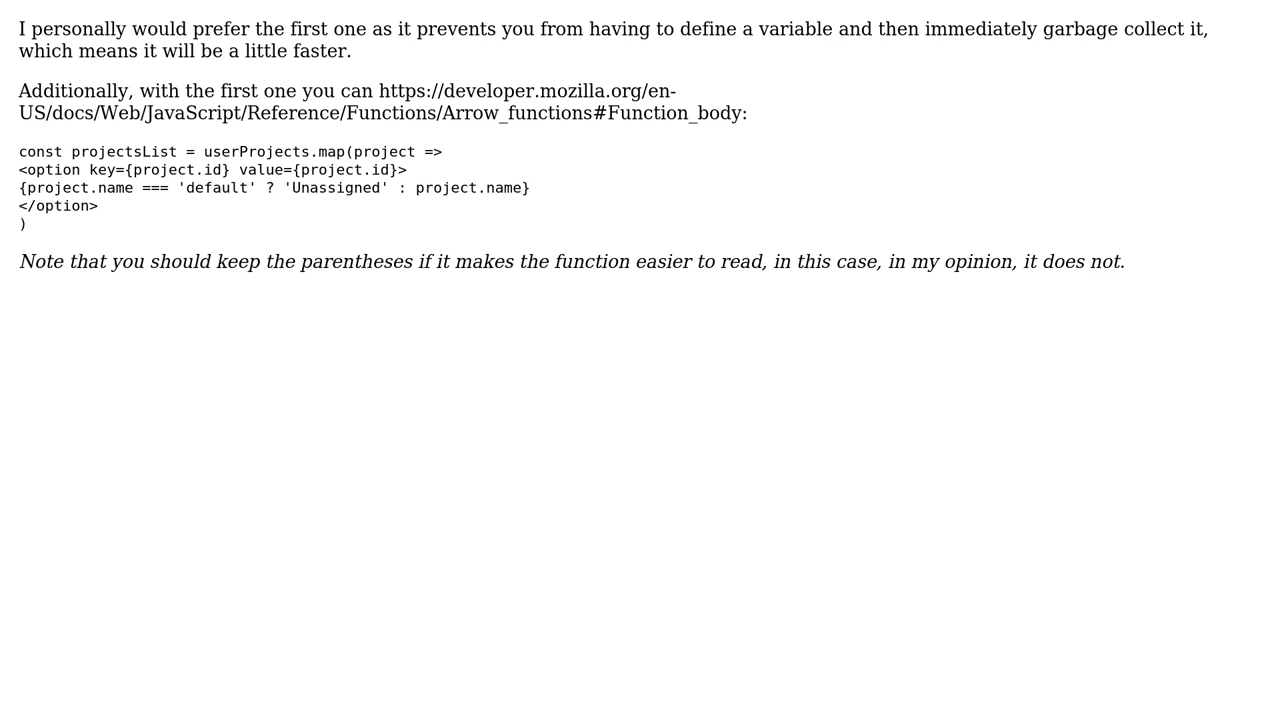 I personally would prefer the first one as it prevents you from having to define a variable and then immediately garbage collect it,
which means it will be a little faster.
Additionally, with the first one you can https://developer.mozilla.org/en-
US/docs/Web/JavaScript/Reference/Functions/Arrow_functions#Function_body:
const projectsList = userProjects.map(project =>
<option key={project.id} value={project.id}>
{project.name === 'default' ? 'Unassigned' : project.name}
</option>
)
Note that you should keep the parentheses if it makes the function easier to read, in this case, in my opinion, it does not.